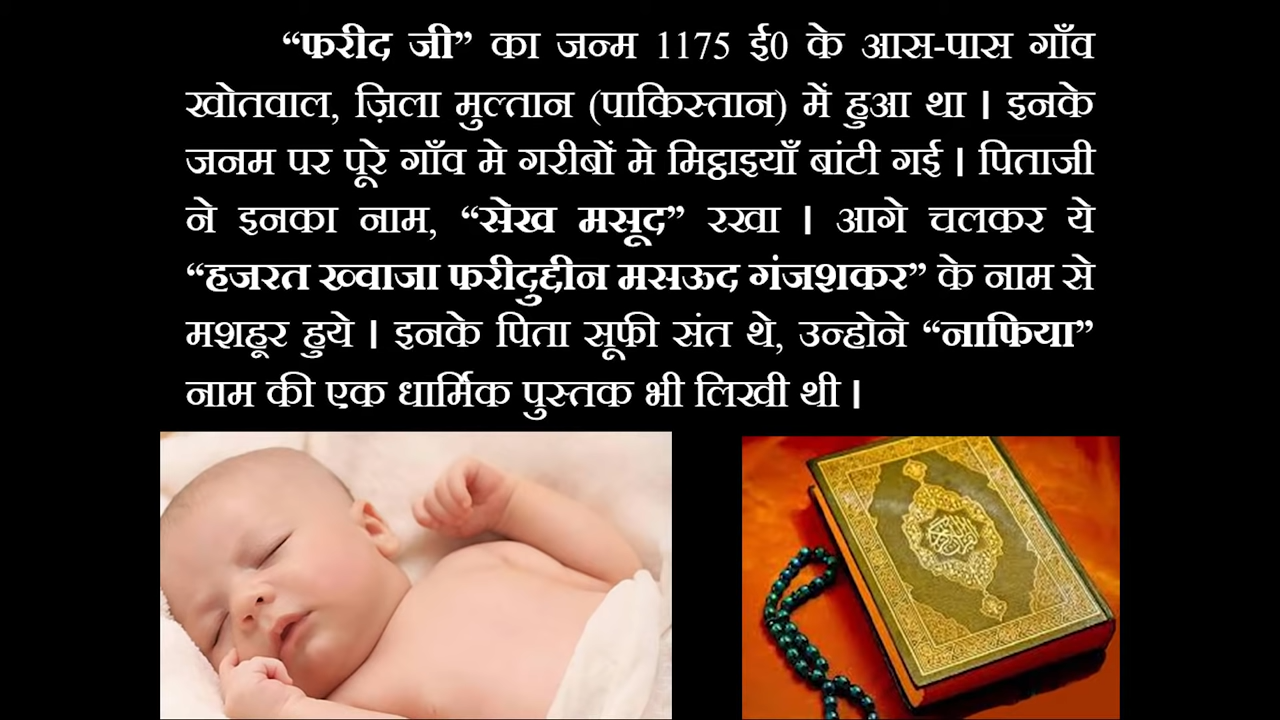 “फरीद जी” का जन्म 1175 ई0 के आस-पास गाँव
खोतवाल, ज़िला मुल्तान (पाकिस्तान) में हुआ था । इनके
जनम पर पूरे गाँव मे गरीबों मे मिठ्ठाइयाँ बांटी गई । पिताजी
ने इनका नाम, “सेख मसूद” रखा । आगे चलकर ये
“हजरत ख्वाजा फरीदुद्दीन मसऊद गंजशकर” के नाम से
मशहूर हुये । इनके पिता सूफी संत थे, उन्होने “नाफिया”
नाम की एक धार्मिक पुस्तक भी लिखी थी ।